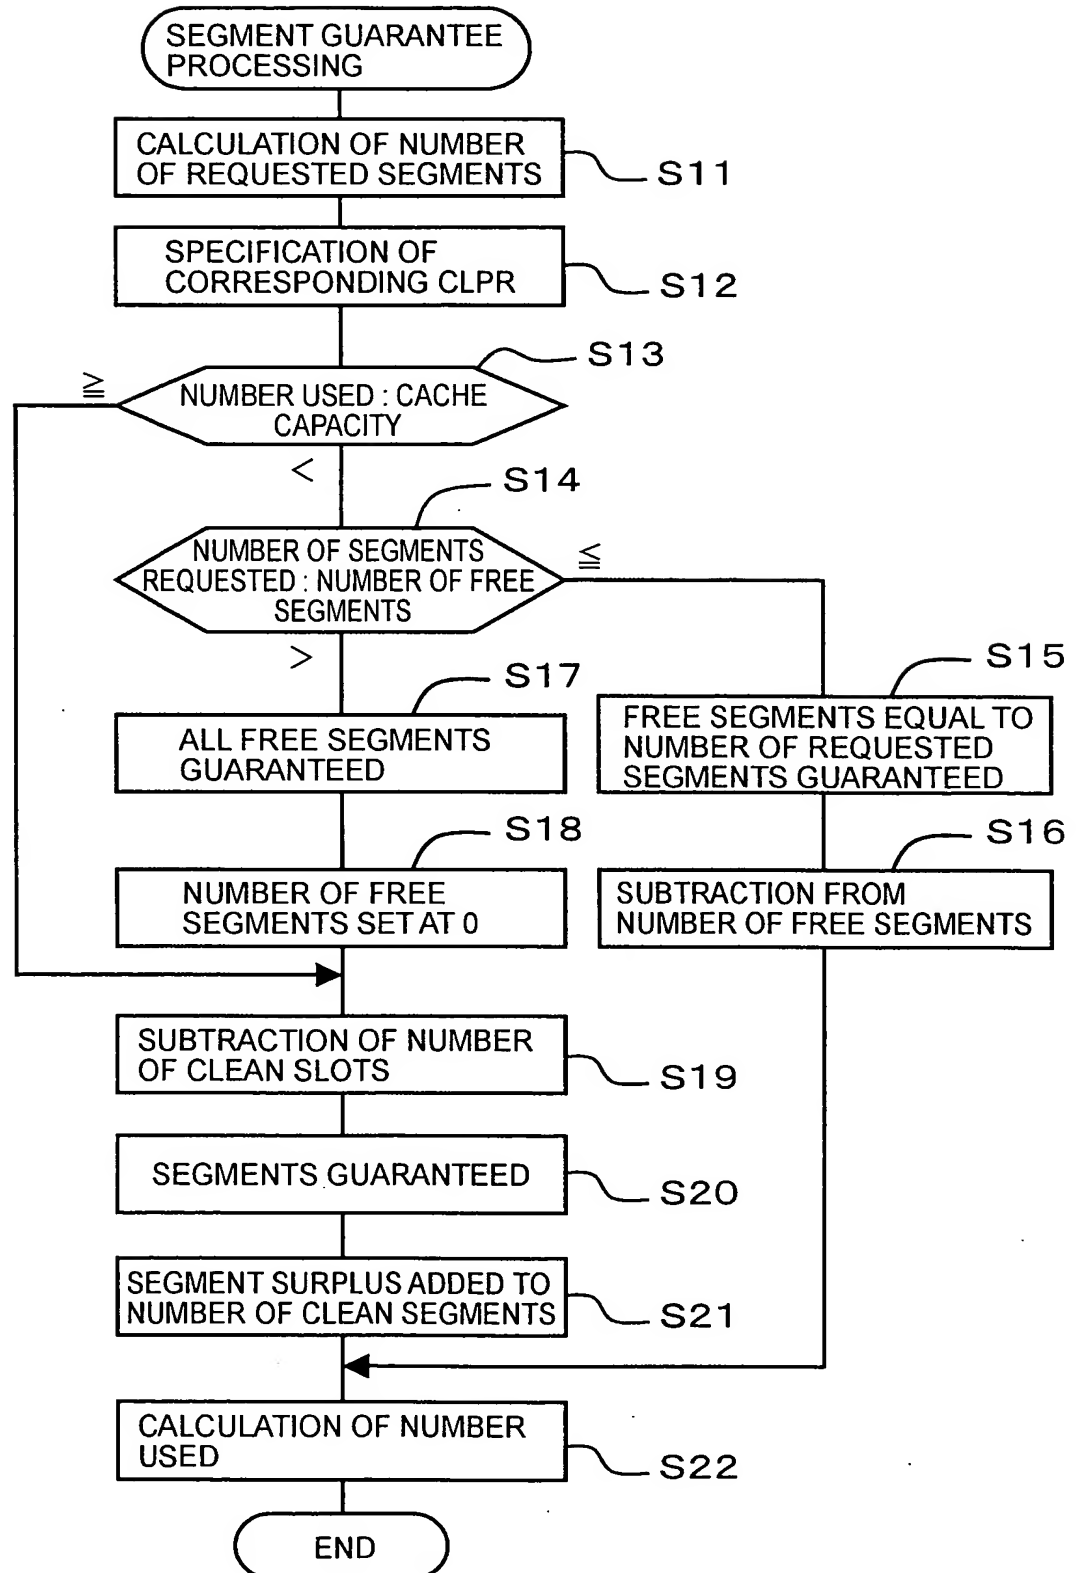 SEGMENT GUARANTEE
PROCESSING
CALCULATION OF NUMBER
OF REQUESTED SEGMENTS
S11
SPECIFICATION OF
CORRESPONDING CLPR
S12
S13
≧
NUMBER USED : CACHE
CAPACITY
<
S14
NUMBER OF SEGMENTS
REQUESTED : NUMBER OF FREE
SEGMENTS
≦
>
S17
ALL FREE SEGMENTS
GUARANTEED
S15
FREE SEGMENTS EQUAL TO
NUMBER OF REQUESTED
SEGMENTS GUARANTEED
S18
NUMBER OF FREE
SEGMENTS SET AT 0
S16
SUBTRACTION FROM
NUMBER OF FREE SEGMENTS
SUBTRACTION OF NUMBER
OF CLEAN SLOTS
S19
SEGMENTS GUARANTEED
S20
SEGMENT SURPLUS ADDED TO
NUMBER OF CLEAN SEGMENTS
S21
CALCULATION OF NUMBER
USED
S22
END